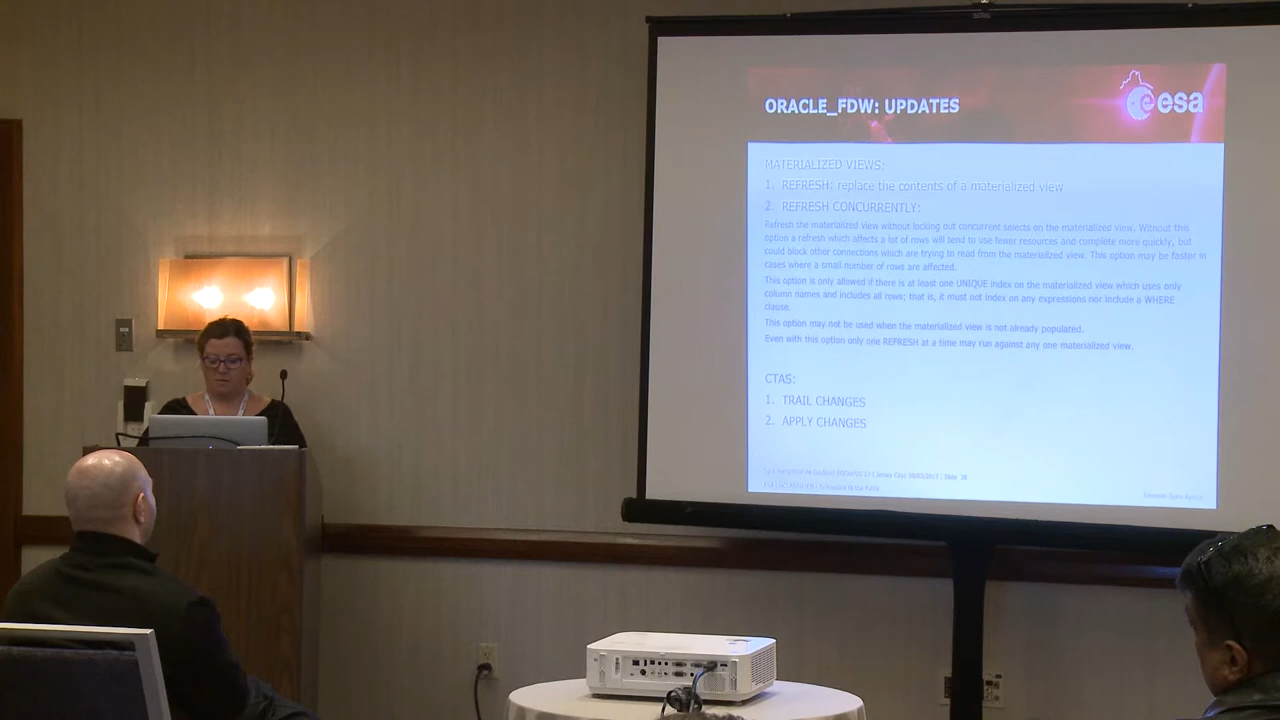 ORACLE_FDW: UPDATES
esa
MATERIALIZED VIEWS:
1. REFRESH: replace the contents of a materialized view
2. REFRESH CONCURRENTLY:
Refresh the materialized view without locking out concurrent selects on the materialized view. Without this
option a refresh which affects a lot of rows will tend to use fewer resources and complete more quickly, but
could block other connections which are trying to read from the materialized view. This option may be faster in
cases where a small number of rows are affected.
This option is only allowed if there is at least one UNIQUE index on the materialized view which uses only
column names and includes all rows; that is, it must not index on any expressions nor include a WHERE
clause.
This option may not be used when the materialized view is not already populated.
Even with this option only one REFRESH at a time may run against any one materialized view.
CTAS:
1. TRAIL CHANGES
2. APPLY CHANGES
European Space Agency